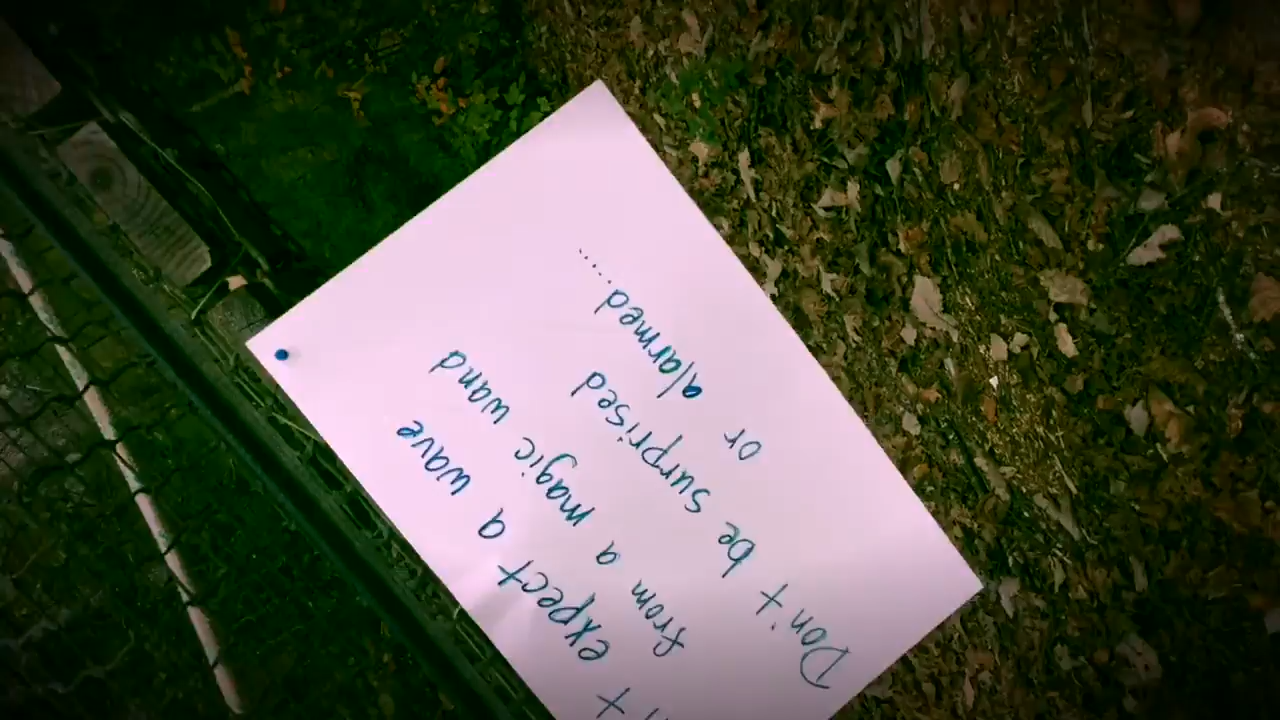 expect a wave
from a magic wand
Don't be surprised
or alarmed ......